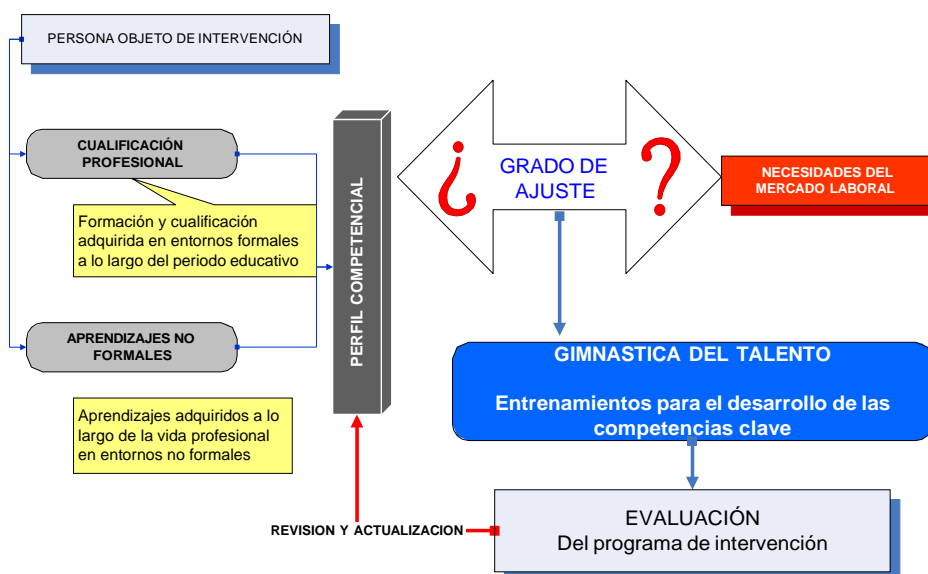 PERSONA OBJETO DE INTERVENCIÓN
CUALIFICACIÓN
PROFESIONAL
Formación y cualificación
adquirida en entornos formales
a lo largo del periodo educativo
APRENDIZAJES NO
FORMALES
Aprendizajes adquiridos a lo
largo de la vida profesional
en entornos no formales
PERFIL COMPETENCIAL
¿
GRADO DE
AJUSTE
?
NECESIDADES DEL
MERCADO LABORAL
GIMNASTICA DEL TALENTO
Entrenamientos para el desarrollo de las
competencias clave
EVALUACIÓN
Del programa de intervención
REVISION Y ACTUALIZACION